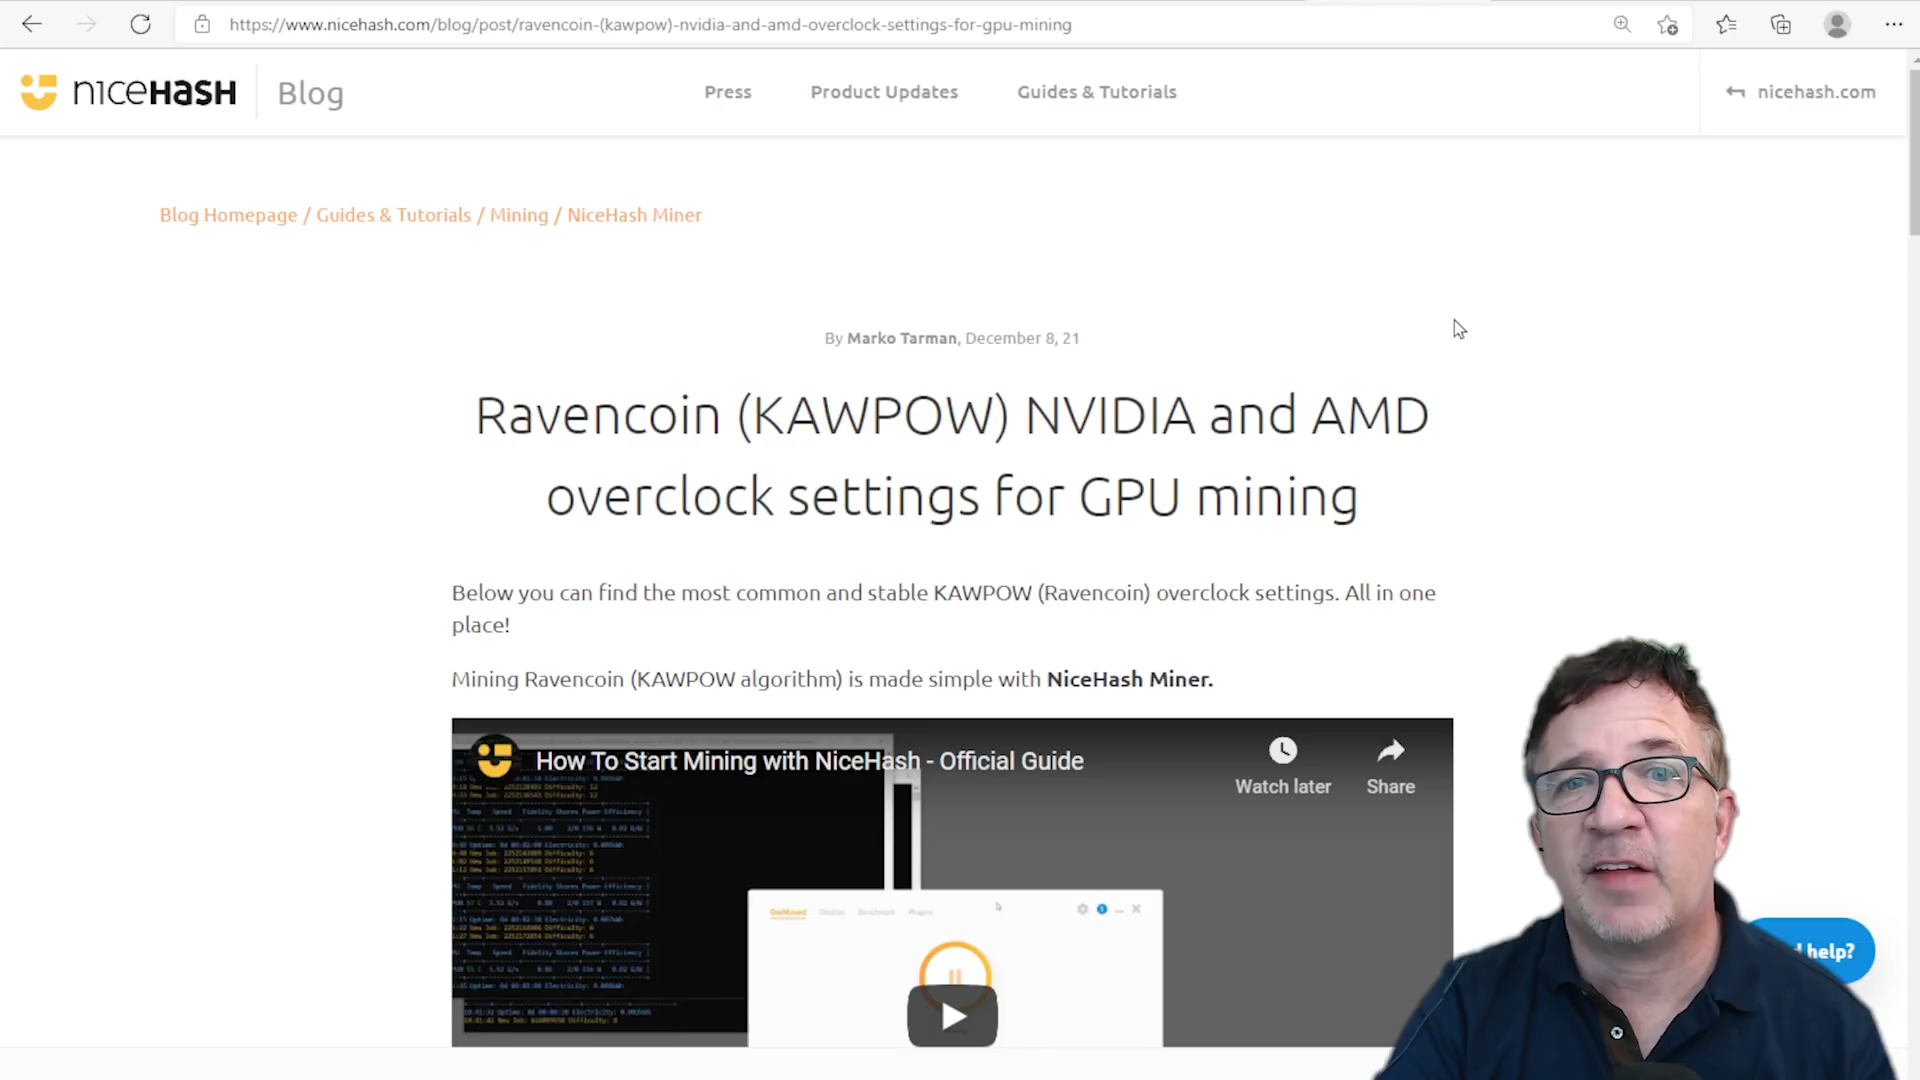 https://www.nicehash.com/blog/post/ravencoin-(kawpow)-nvidia-and-amd-overclock-settings-for-gpu-mining
niceHASH Blog
Press
Product Updates
Guides & Tutorials
nicehash.com
Blog Homepage / Guides & Tutorials / Mining / NiceHash Miner
By Marko Tarman, December 8, 21
Ravencoin (KAWPOW) NVIDIA and AMD
overclock settings for GPU mining
Below you can find the most common and stable KAWPOW (Ravencoin) overclock settings. All in one
place!
Mining Ravencoin (KAWPOW algorithm) is made simple with NiceHash Miner.
How To Start Mining with NiceHash - Official Guide
Watch later
Share
Dashboard Devices Benchmark Plugins
help?